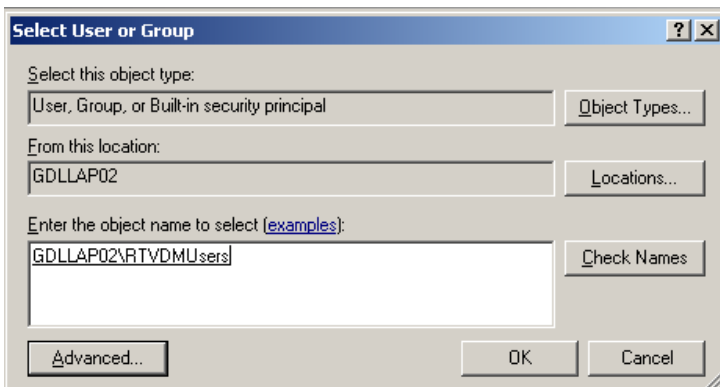 Select User or Group
Select this object type:
User, Group, or Built-in security principal
Object Types...
From this location:
GDLLAP02
Locations...
Enter the object name to select (examples):
GDLLAP02\RTVDMUsers
Check Names
Advanced...
OK
Cancel